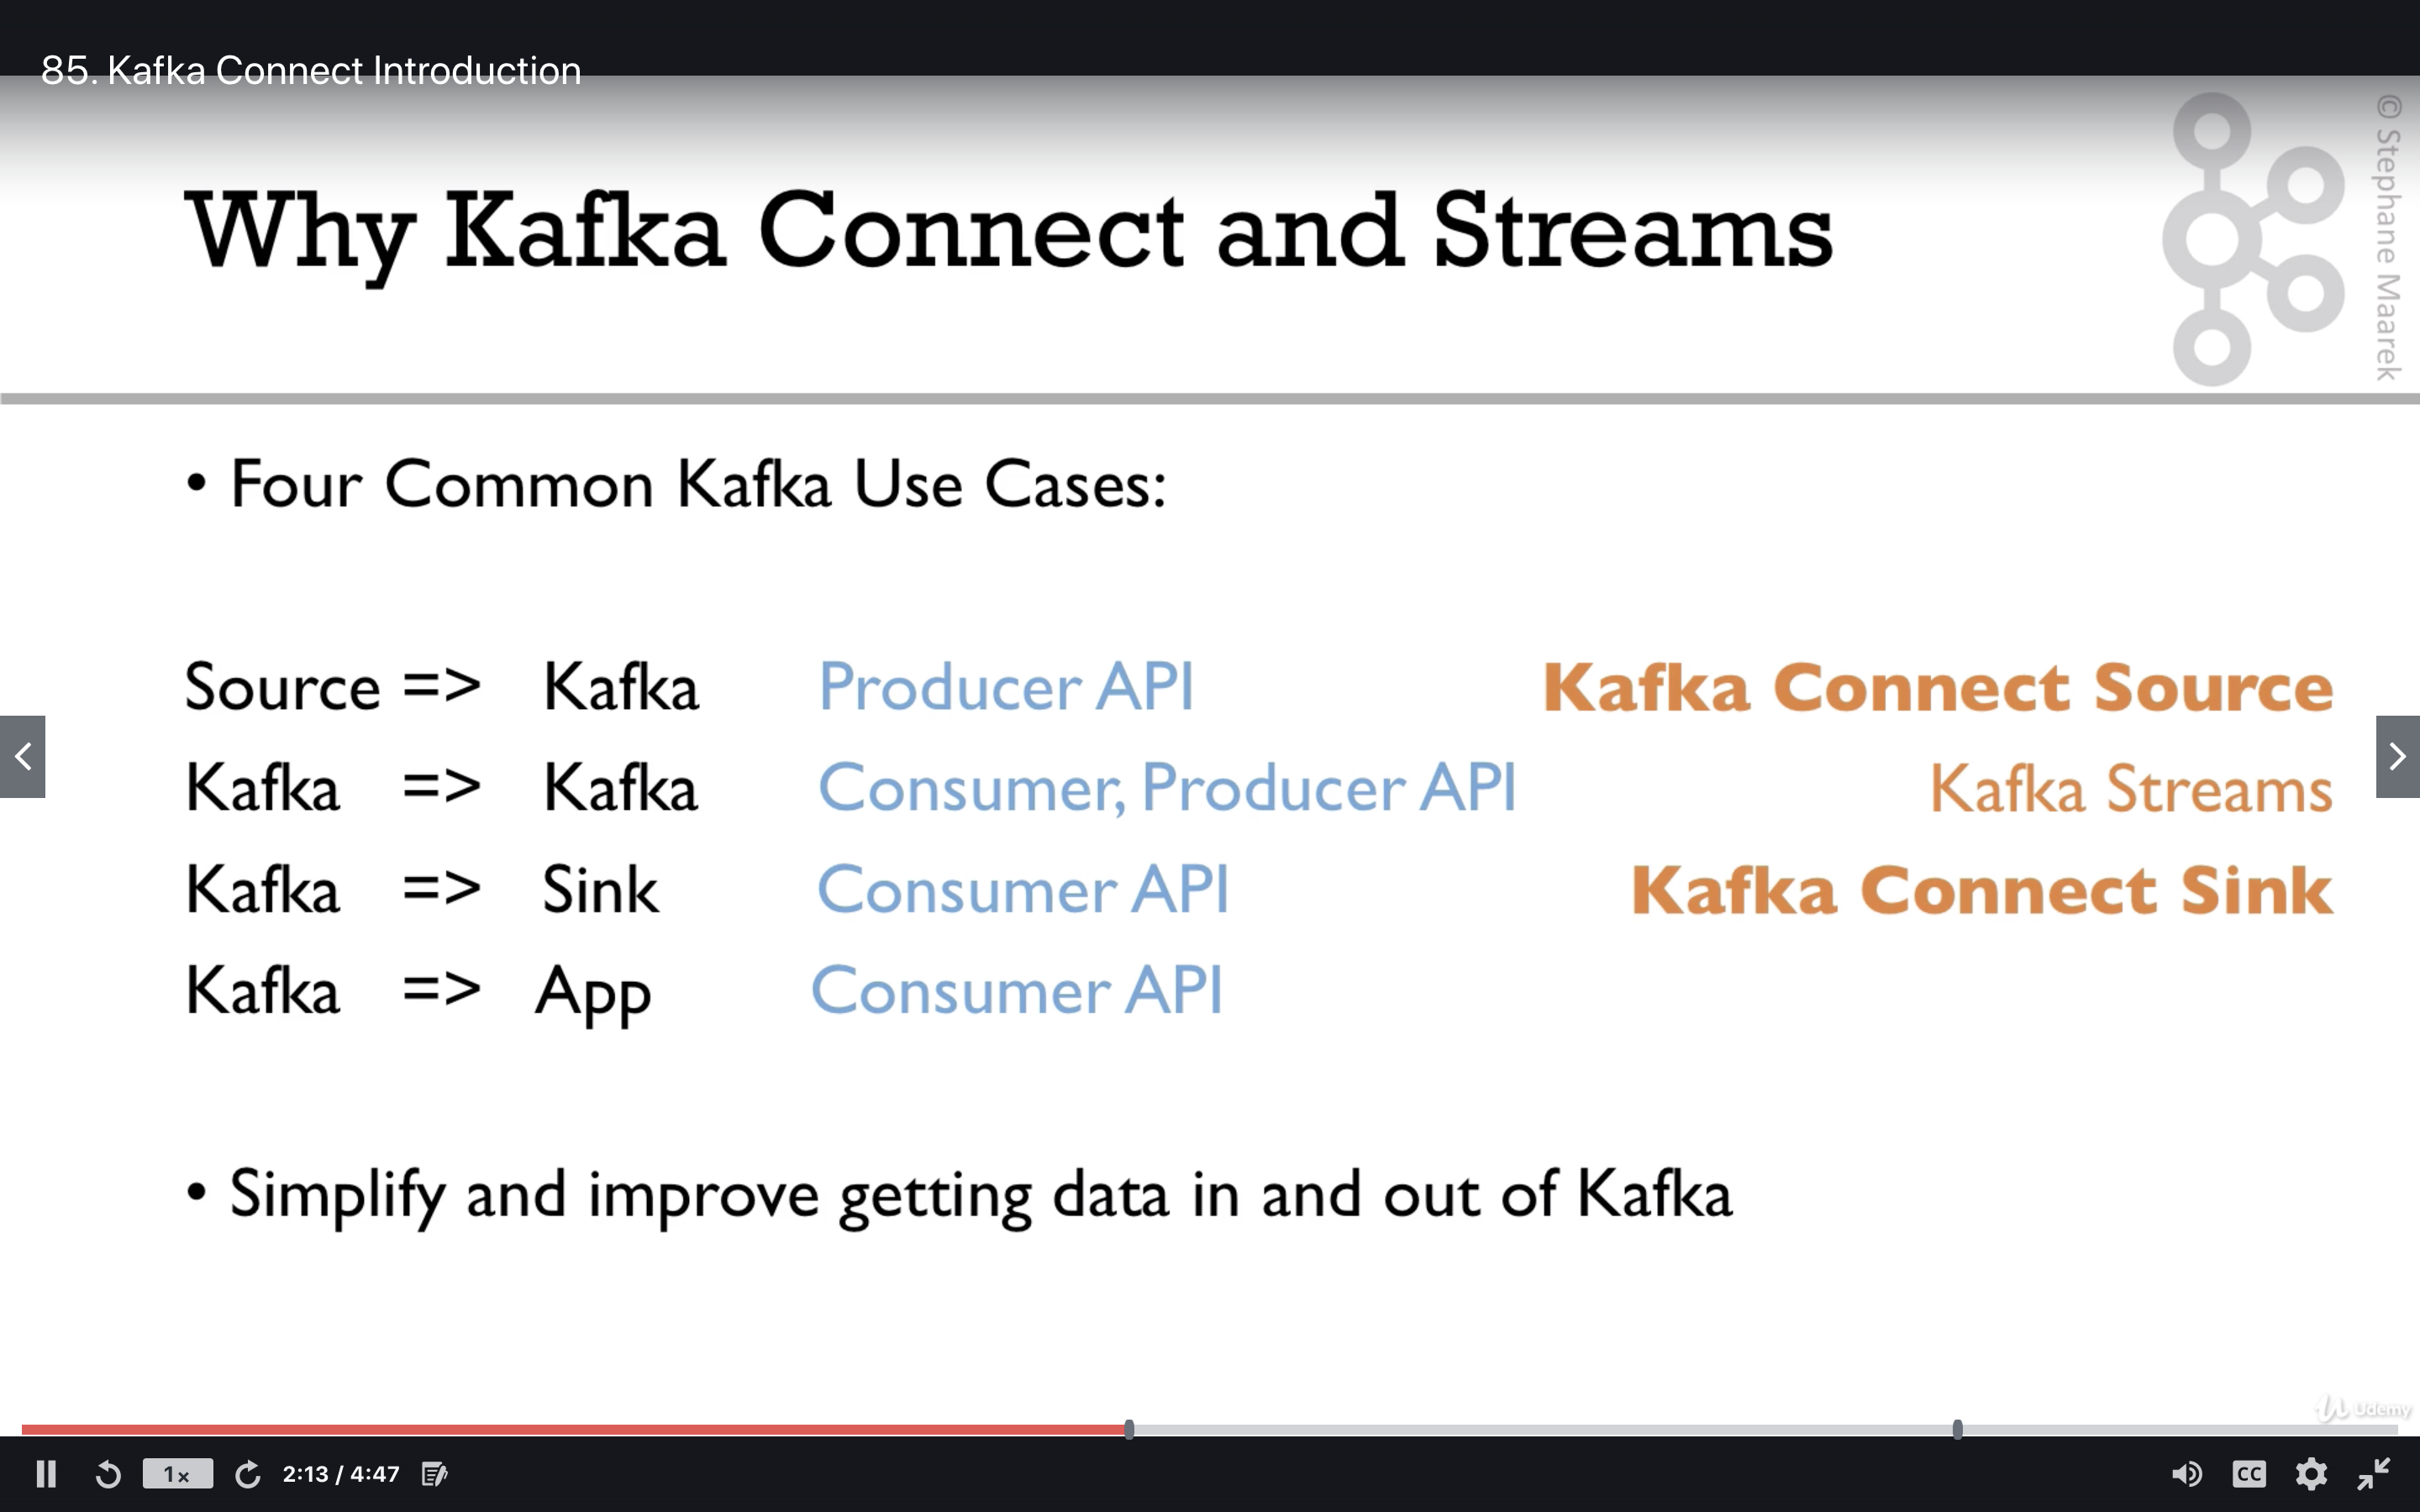 85. Kafka Connect Introduction
© Stephane Maarek
Why Kafka Connect and Streams
• Four Common Kafka Use Cases:
Source => Kafka Producer API Kafka Connect Source
Kafka => Kafka Consumer, Producer API Kafka Streams
Kafka => Sink Consumer API Kafka Connect Sink
Kafka => App Consumer API
• Simplify and improve getting data in and out of Kafka
Udemy
1x 2:13 / 4:47 CC